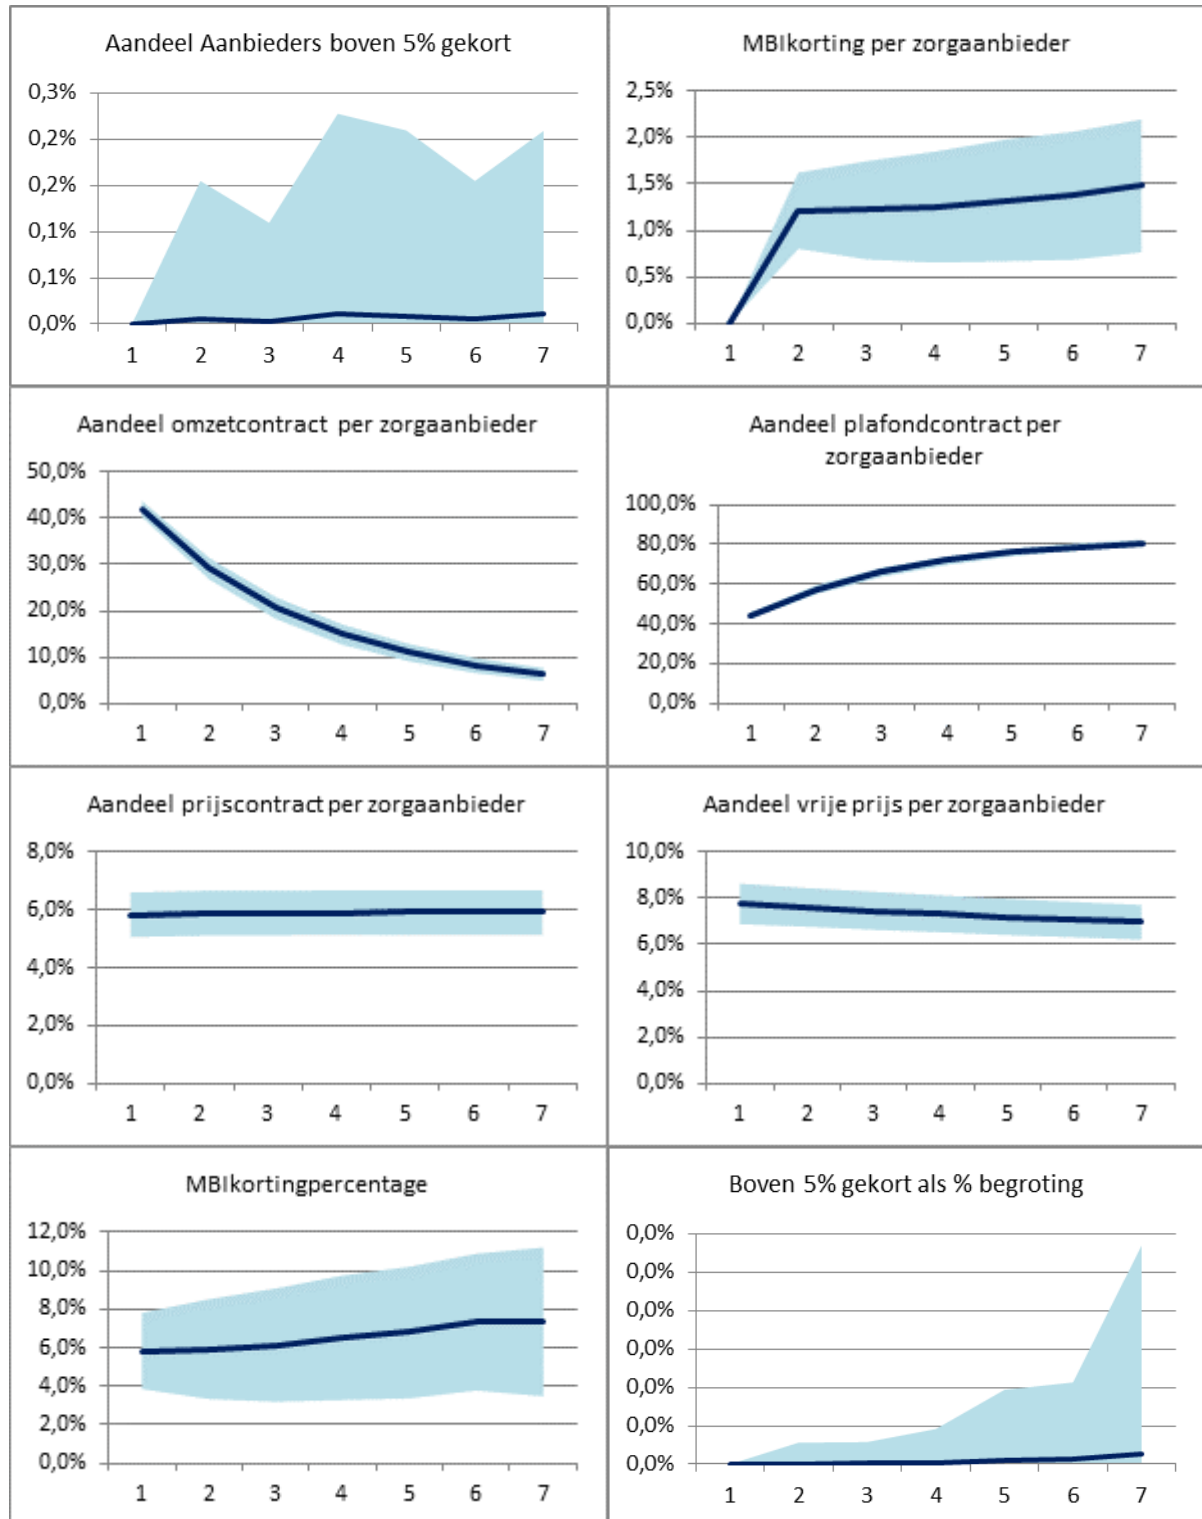 Aandeel Aanbieders boven 5% gekort
0,3%
0,2%
0,2%
0,1%
0,1%
0,0%
1 2 3 4 5 6 7
MBIkorting per zorgaanbieder
2,5%
2,0%
1,5%
1,0%
0,5%
0,0%
1 2 3 4 5 6 7
Aandeel omzetcontract per zorgaanbieder
50,0%
40,0%
30,0%
20,0%
10,0%
0,0%
1 2 3 4 5 6 7
Aandeel plafondcontract per
zorgaanbieder
100,0%
80,0%
60,0%
40,0%
20,0%
0,0%
1 2 3 4 5 6 7
Aandeel prijscontract per zorgaanbieder
8,0%
6,0%
4,0%
2,0%
0,0%
1 2 3 4 5 6 7
Aandeel vrije prijs per zorgaanbieder
10,0%
8,0%
6,0%
4,0%
2,0%
0,0%
1 2 3 4 5 6 7
MBIkortingpercentage
12,0%
10,0%
8,0%
6,0%
4,0%
2,0%
0,0%
1 2 3 4 5 6 7
Boven 5% gekort als % begroting
0,0%
0,0%
0,0%
0,0%
0,0%
0,0%
0,0%
1 2 3 4 5 6 7